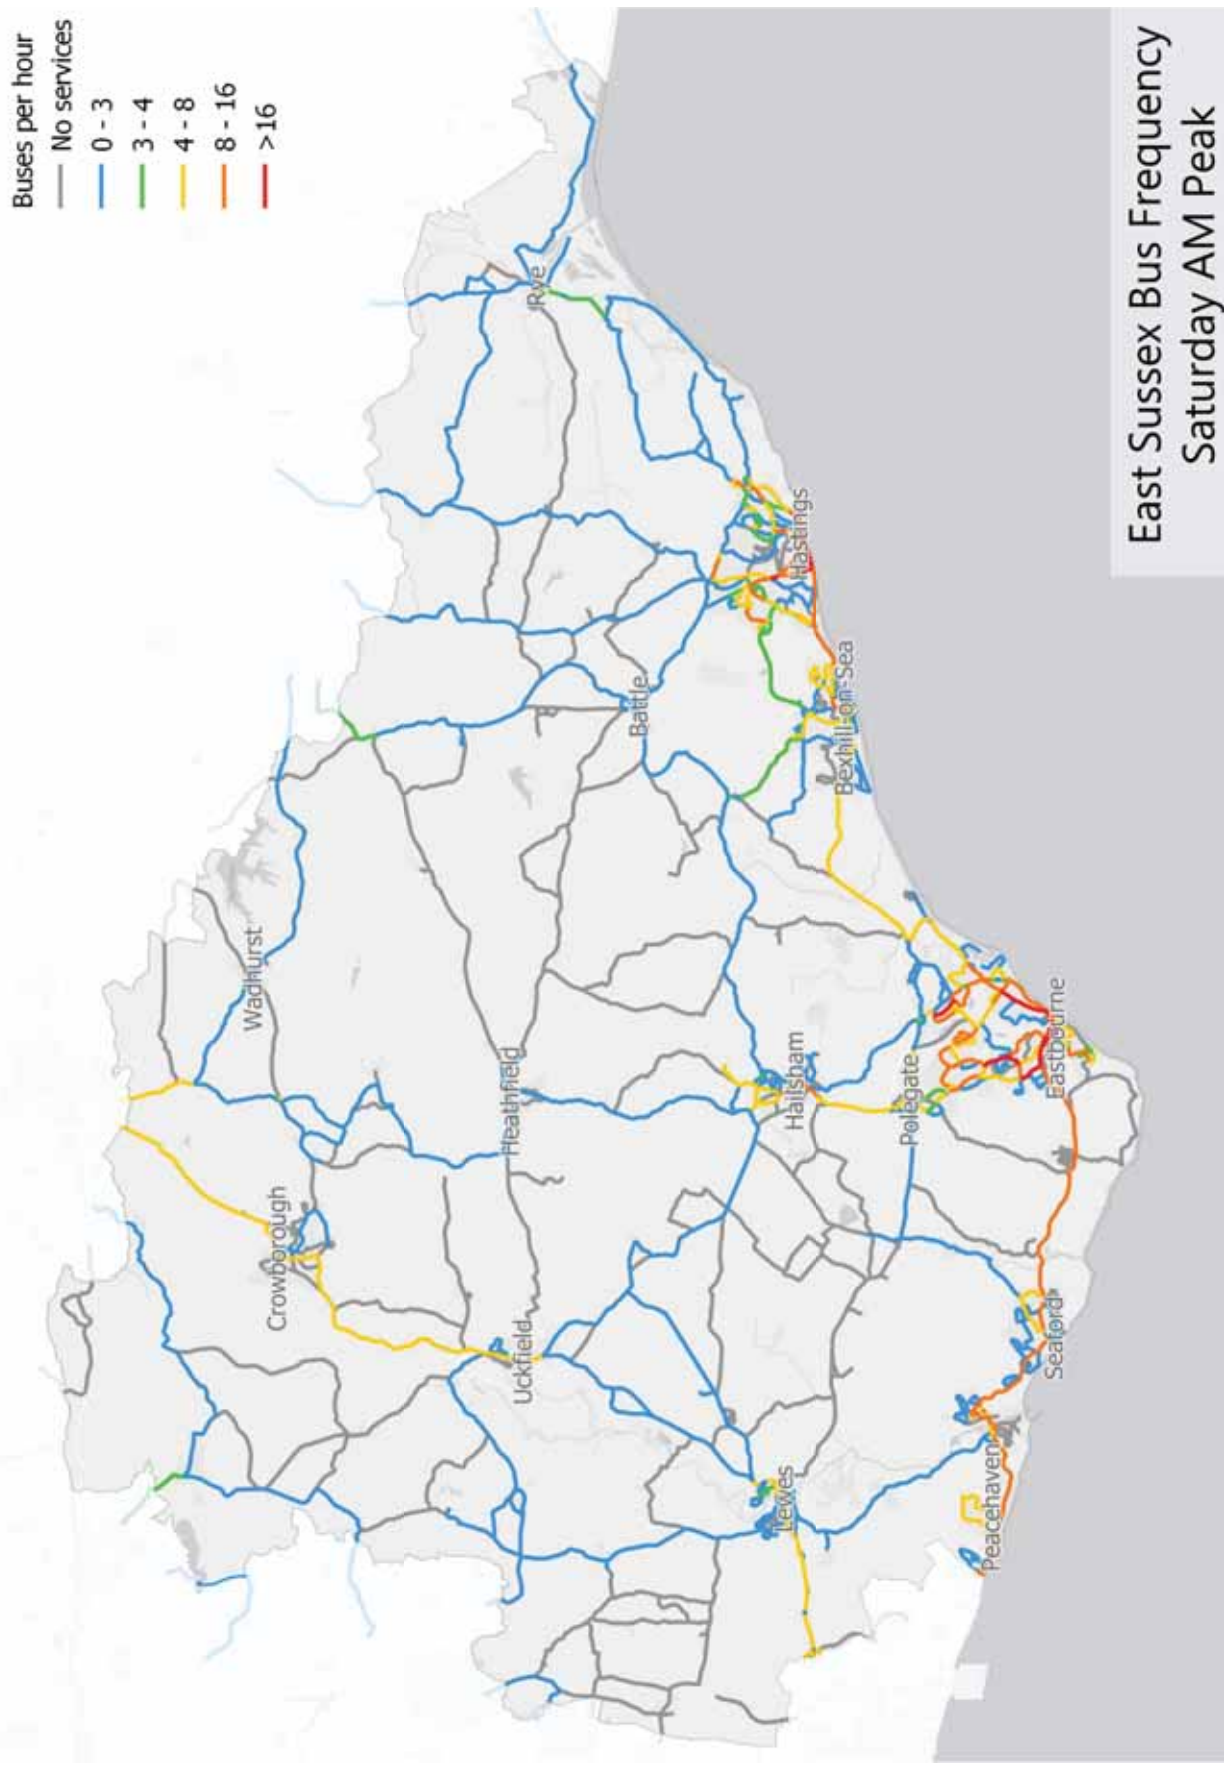 Buses per hour
No services
0 - 3
3 - 4
4 - 8
8 - 16
>16
Wadhurst
Crowborough
Rye
Heathfield
Uckfield
Battle
Hastings
Hailsham
Bexhill-on-Sea
Lewes
Polegate
Eastbourne
Seaford
Peacehaven
East Sussex Bus Frequency
Saturday AM Peak